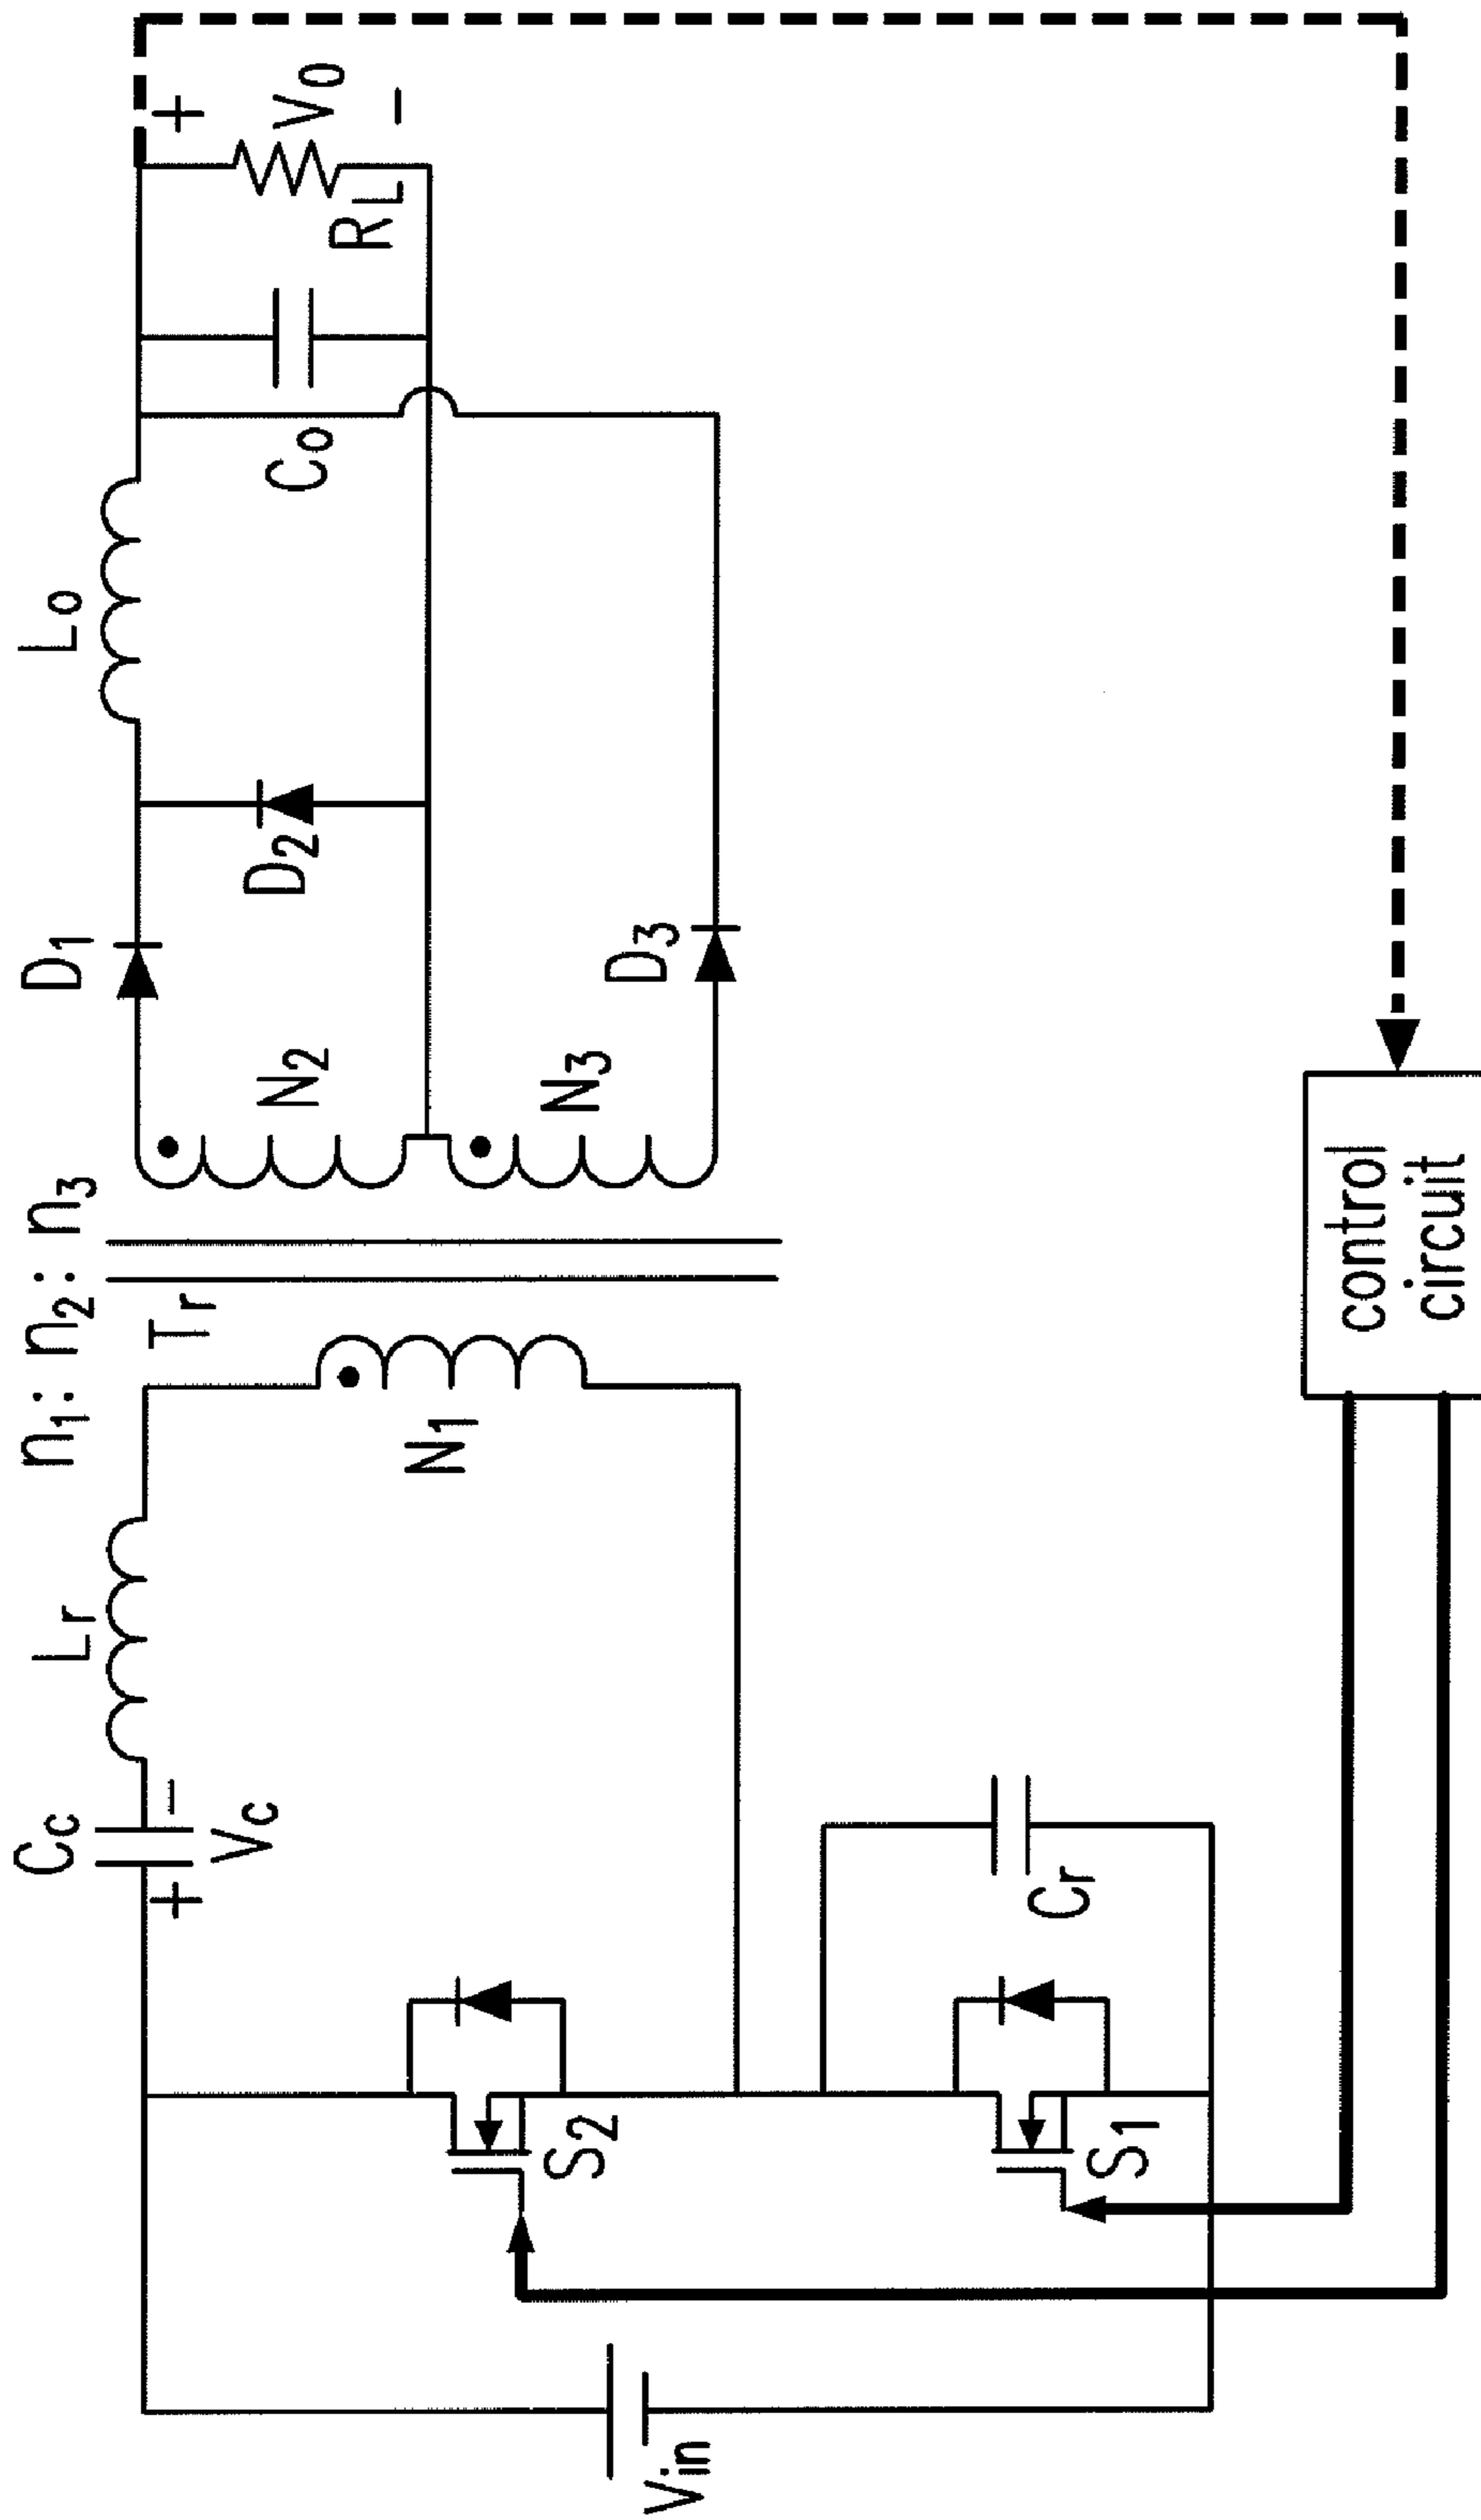 n1: n2: n3
Cc
Lr
Tr
D1
Lo
+
−
Vc
+
N1
N2
D2
Co
RL
Vo
−
N3
D3
S2
Vin
Cr
S1
control
circuit